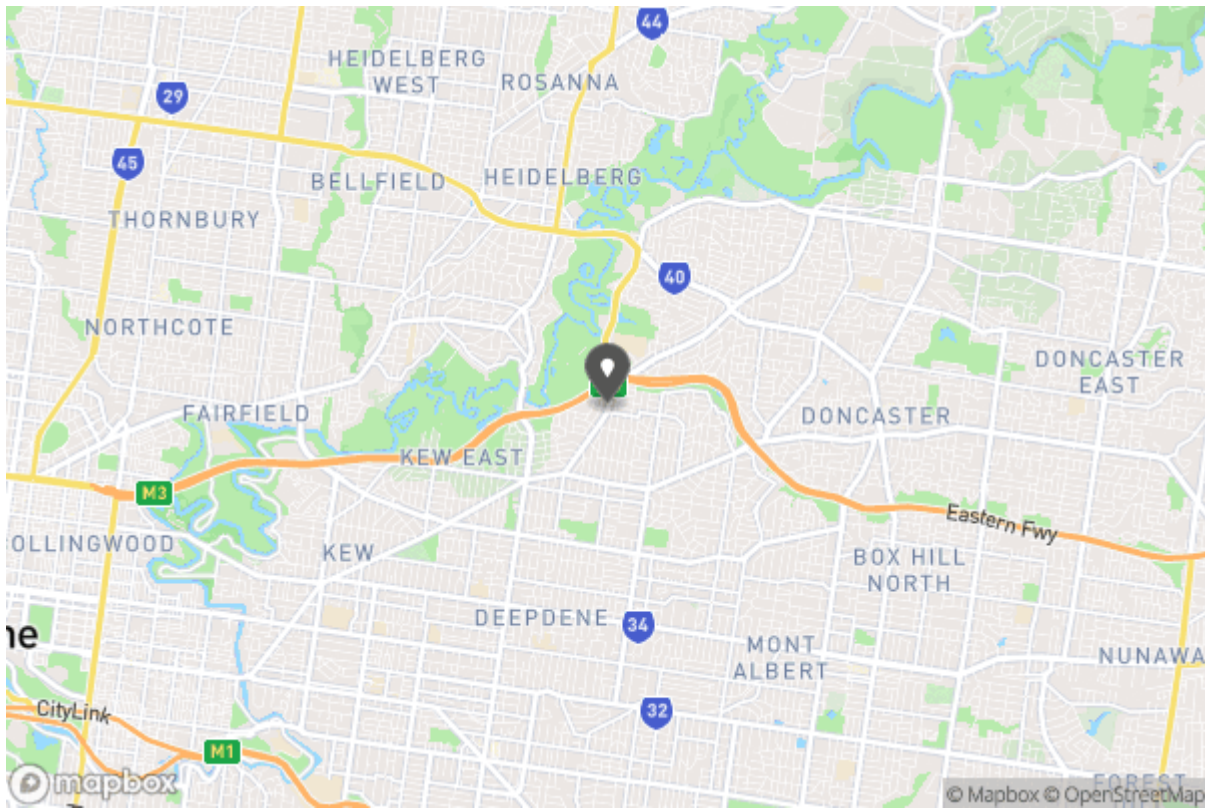 44
HEIDELBERG
WEST
ROSANNA
29
45
BELLFIELD
HEIDELBERG
THORNBURY
40
NORTHCOTE
DONCASTER
EAST
FAIRFIELD
DONCASTER
KEW EAST
M3
Eastern Fwy
OLLINGWOOD
KEW
BOX HILL
NORTH
DEEPDENE
34
ne
MONT
ALBERT
NUNAWA
CityLink
32
M1
mapbox
FOREST
© Mapbox © OpenStreetMap